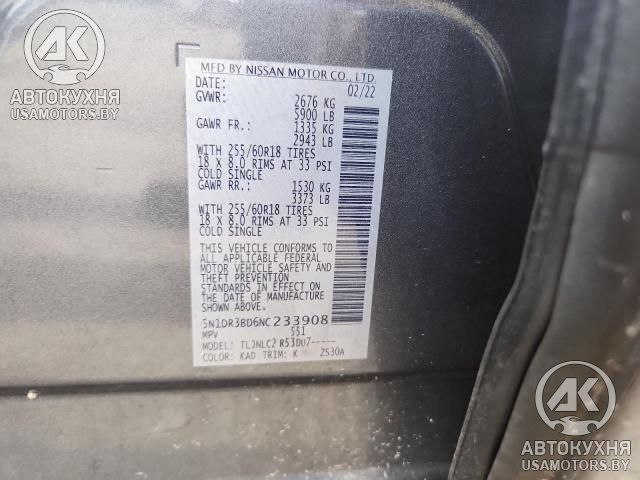 АВТОКУХНЯ
USAMOTORS.BY
MFD BY NISSAN MOTOR CO., LTD.
DATE: 02/22
GVWR: 2676 KG
5900 LB
GAWR FR.: 1335 KG
2943 LB
WITH 255/60R18 TIRES
18 X 8.0 RIMS AT 33 PSI
COLD SINGLE
GAWR RR.: 1530 KG
3373 LB
WITH 255/60R18 TIRES
18 X 8.0 RIMS AT 33 PSI
COLD SINGLE
THIS VEHICLE CONFORMS TO
ALL APPLICABLE FEDERAL
MOTOR VEHICLE SAFETY AND
THEFT PREVENTION
STANDARDS IN EFFECT ON
THE DATE OF MANUFACTURE
SHOWN ABOVE.
5N1DR3BD6NC233908
MPV 551
MODEL: TLJNLC2 R53DU7-----
COLOR: KAD TRIM: K ZS30A
АК
АВТОКУХНЯ
USAMOTORS.BY